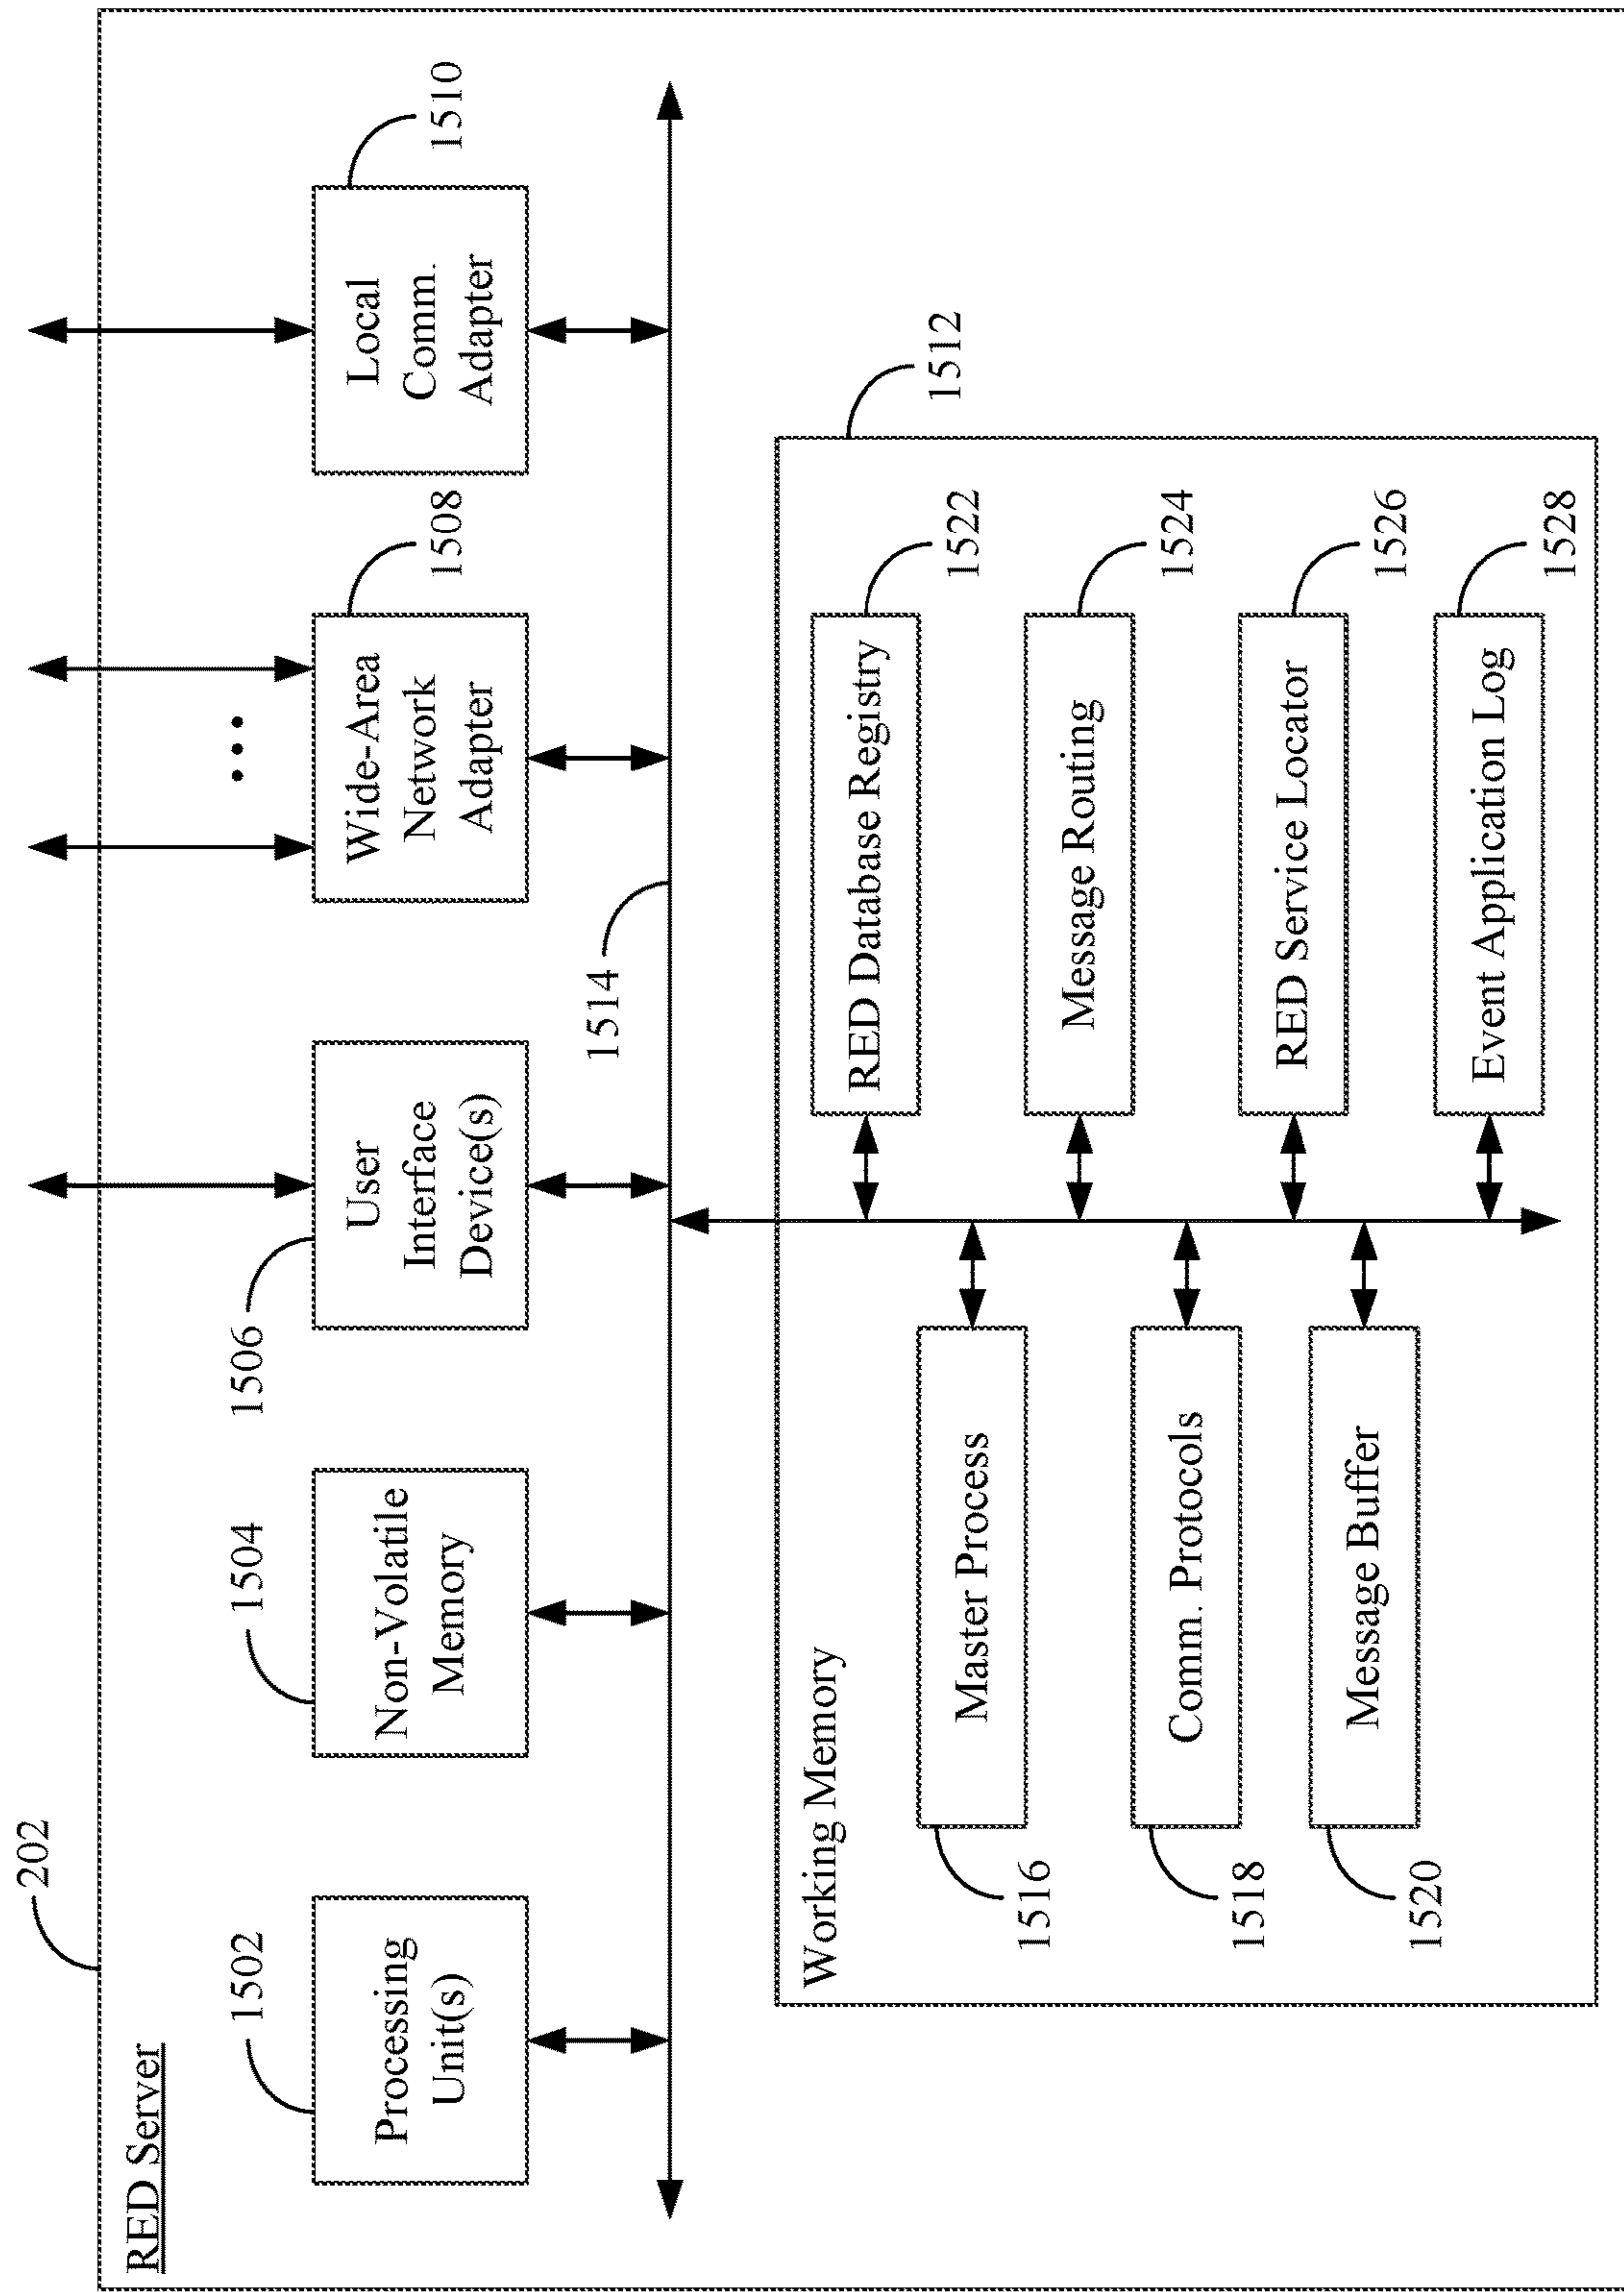 202
RED Server
1502
1504
1506
1508
1510
Processing
Unit(s)
Non-Volatile
Memory
User
Interface
Device(s)
Wide-Area
Network
Adapter
Local
Comm.
Adapter
1514
1512
Working Memory
RED Database Registry
1522
Master Process
1516
Message Routing
1524
Comm. Protocols
1518
RED Service Locator
1526
Message Buffer
1520
Event Application Log
1528